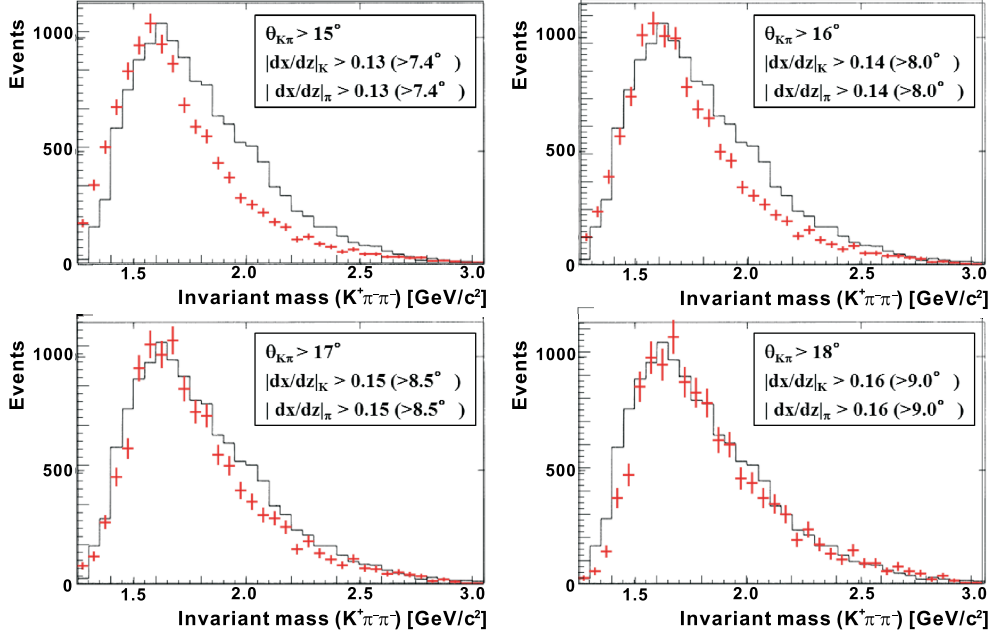 Events
1000
500
0
θKπ > 15°
|dx/dz|K > 0.13 (>7.4° )
| dx/dz|π > 0.13 (>7.4° )
1.5 2.0 2.5 3.0
Invariant mass (K⁺π⁻π⁻) [GeV/c²]
Events
1000
500
0
θKπ > 16°
|dx/dz|K > 0.14 (>8.0° )
| dx/dz|π > 0.14 (>8.0° )
1.5 2.0 2.5 3.0
Invariant mass (K⁺π⁻π⁻) [GeV/c²]
Events
1000
500
0
θKπ > 17°
|dx/dz|K > 0.15 (>8.5° )
| dx/dz|π > 0.15 (>8.5° )
1.5 2.0 2.5 3.0
Invariant mass (K⁺π⁻π⁻) [GeV/c²]
Events
1000
500
0
θKπ > 18°
|dx/dz|K > 0.16 (>9.0° )
| dx/dz|π > 0.16 (>9.0° )
1.5 2.0 2.5 3.0
Invariant mass (K⁺π⁻π⁻) [GeV/c²]